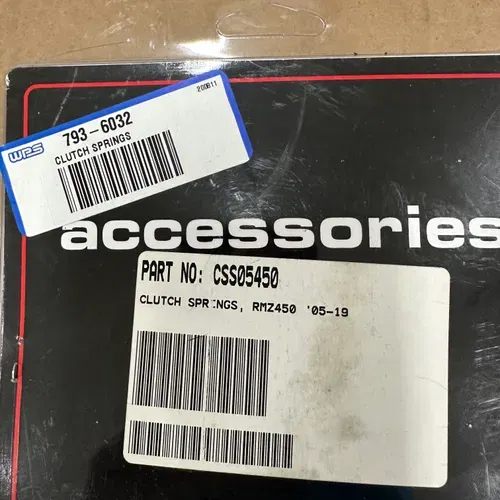 WPS
793-6032
200811
CLUTCH SPRINGS
accessories
PART NO: CSS05450
CLUTCH SPRINGS, RMZ450 '05-19